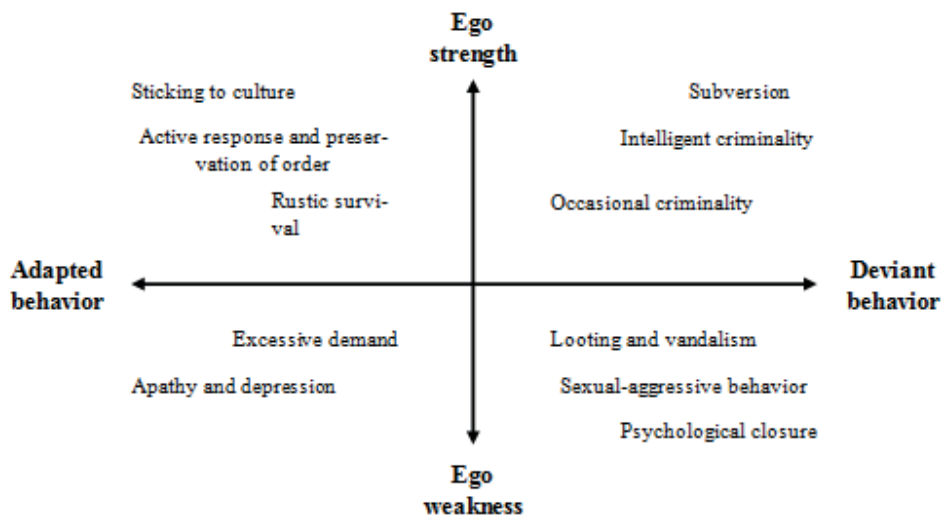 Ego
strength
Sticking to culture
Subversion
Active response and preser-
vation of order
Intelligent criminality
Rustic survi-
val
Occasional criminality
Adapted
behavior
Deviant
behavior
Excessive demand
Looting and vandalism
Apathy and depression
Sexual-aggressive behavior
Psychological closure
Ego
weakness